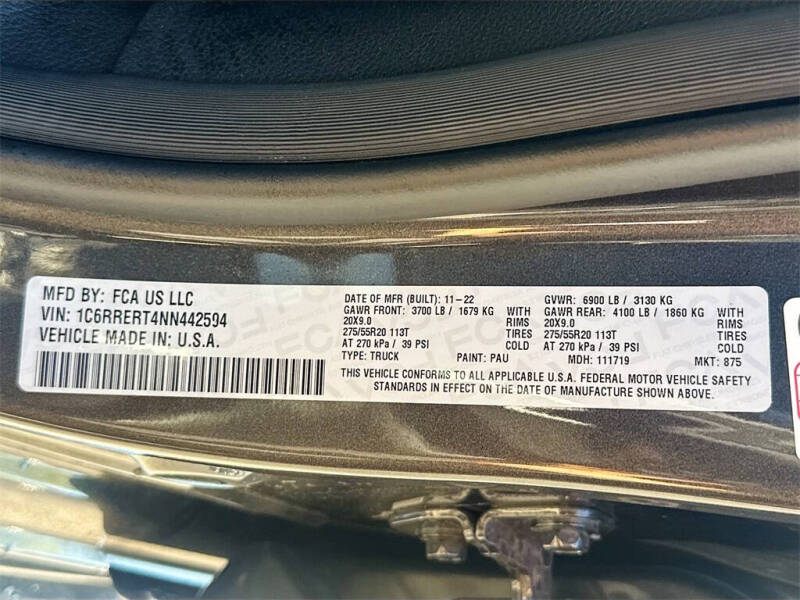 MFD BY: FCA US LLC
VIN: 1C6RRERT4NN442594
VEHICLE MADE IN: U.S.A.
DATE OF MFR (BUILT): 11-22
GAWR FRONT: 3700 LB / 1679 KG WITH
20X9.0 RIMS
275/55R20 113T TIRES
AT 270 kPa / 39 PSI COLD
TYPE: TRUCK PAINT: PAU
GVWR: 6900 LB / 3130 KG
GAWR REAR: 4100 LB / 1860 KG WITH
20X9.0 RIMS
275/55R20 113T TIRES
AT 270 kPa / 39 PSI COLD
MDH: 111719 MKT: 875
THIS VEHICLE CONFORMS TO ALL APPLICABLE U.S.A. FEDERAL MOTOR VEHICLE SAFETY
STANDARDS IN EFFECT ON THE DATE OF MANUFACTURE SHOWN ABOVE.